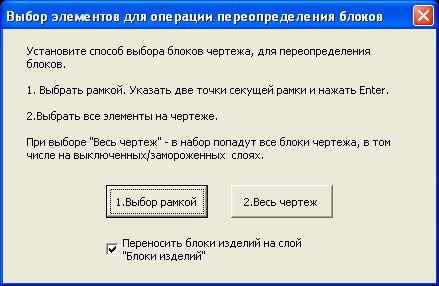 Выбор элементов для операции переопределения блоков
Установите способ выбора блоков чертежа, для переопределения
блоков.
1. Выбрать рамкой. Указать две точки секущей рамки и нажать Enter.
2.Выбрать все элементы на чертеже.
При выборе "Весь чертеж" - в набор попадут все блоки чертежа, в том
числе на выключенных/замороженных слоях.
1.Выбор рамкой
2.Весь чертеж
Переносить блоки изделий на слой
"Блоки изделий"